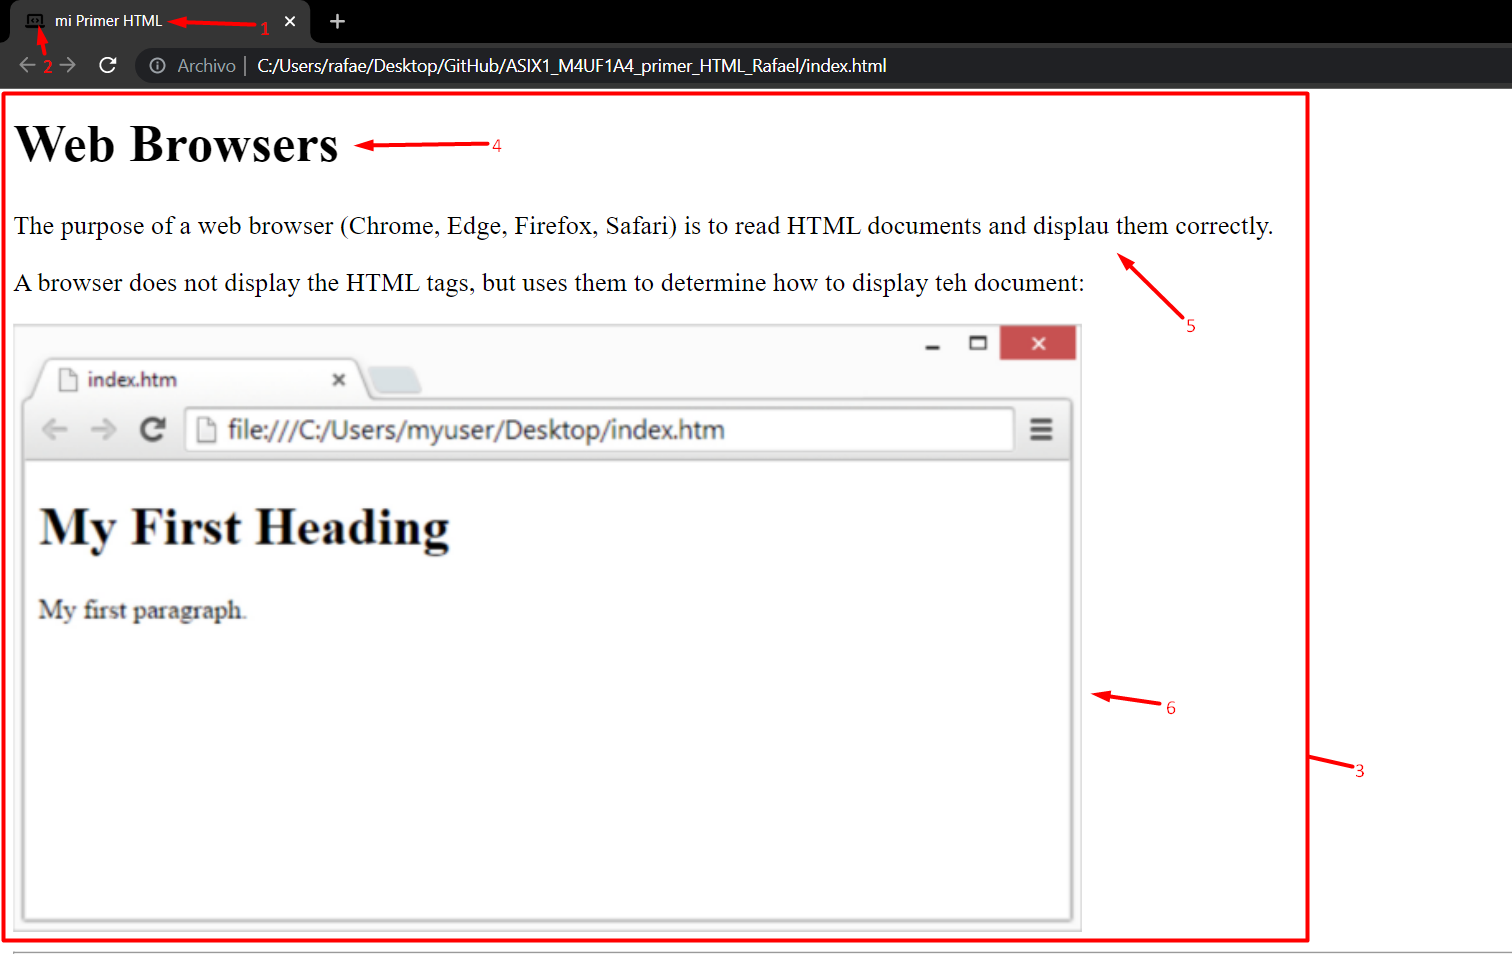 mi Primer HTML 1
2 Archivo | C:/Users/rafae/Desktop/GitHub/ASIX1_M4UF1A4_primer_HTML_Rafael/index.html
Web Browsers 4
The purpose of a web browser (Chrome, Edge, Firefox, Safari) is to read HTML documents and displau them correctly.
A browser does not display the HTML tags, but uses them to determine how to display teh document:
5
index.htm
file:///C:/Users/myuser/Desktop/index.htm
My First Heading
My first paragraph.
6
3